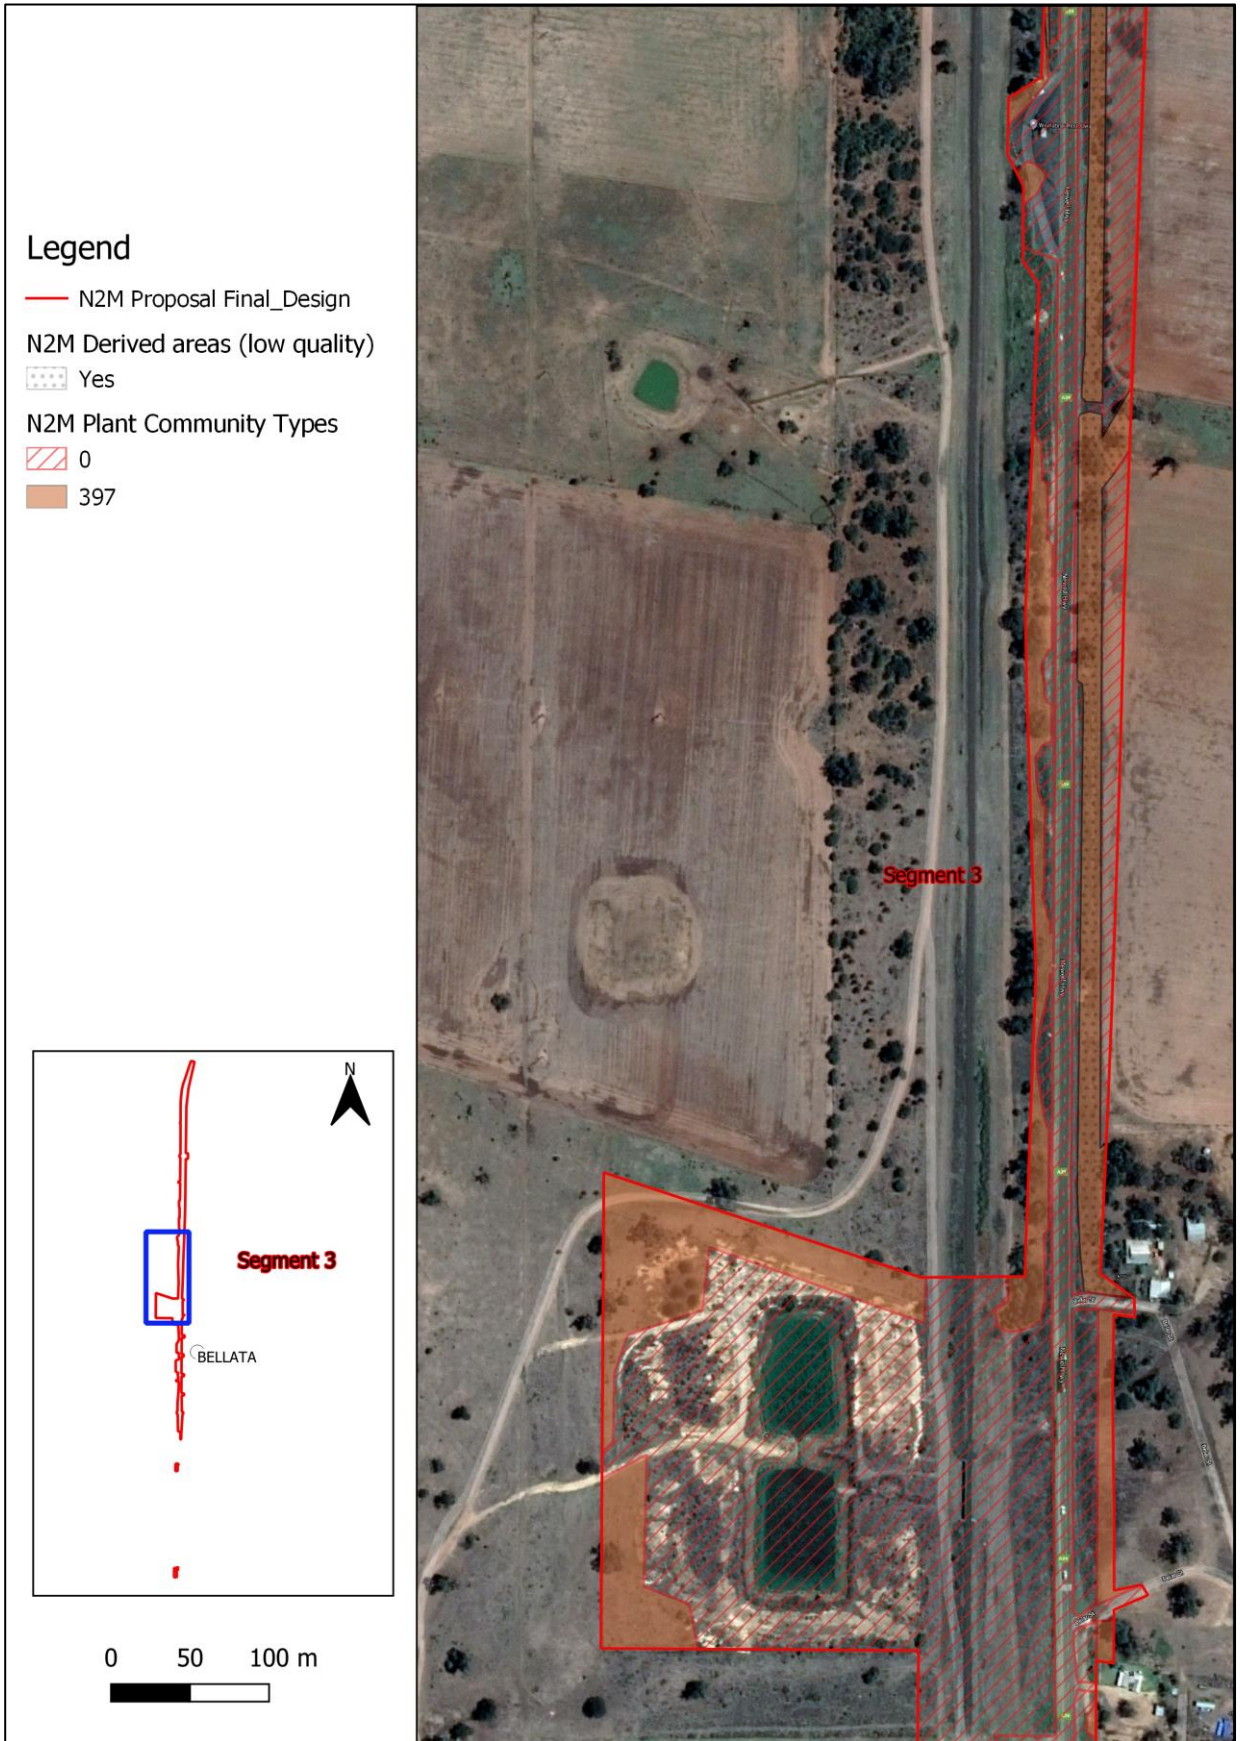 Legend
N2M Proposal Final_Design
N2M Derived areas (low quality)
Yes
N2M Plant Community Types
0
397
Segment 3
N
Segment 3
BELLATA
0 50 100 m